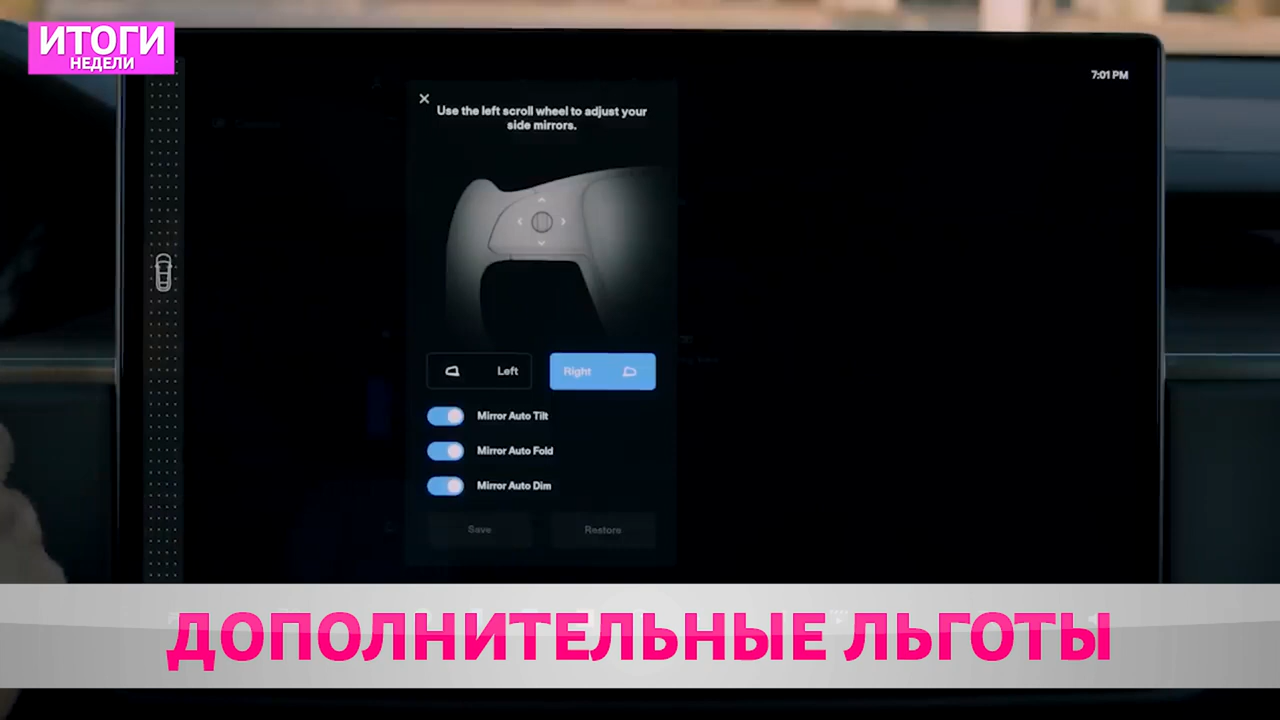 ИТОГИ
НЕДЕЛИ
7:01 PM
Use the left scroll wheel to adjust your
side mirrors.
Left
Right
Mirror Auto Tilt
Mirror Auto Fold
Mirror Auto Dim
Save
Restore
ДОПОЛНИТЕЛЬНЫЕ ЛЬГОТЫ